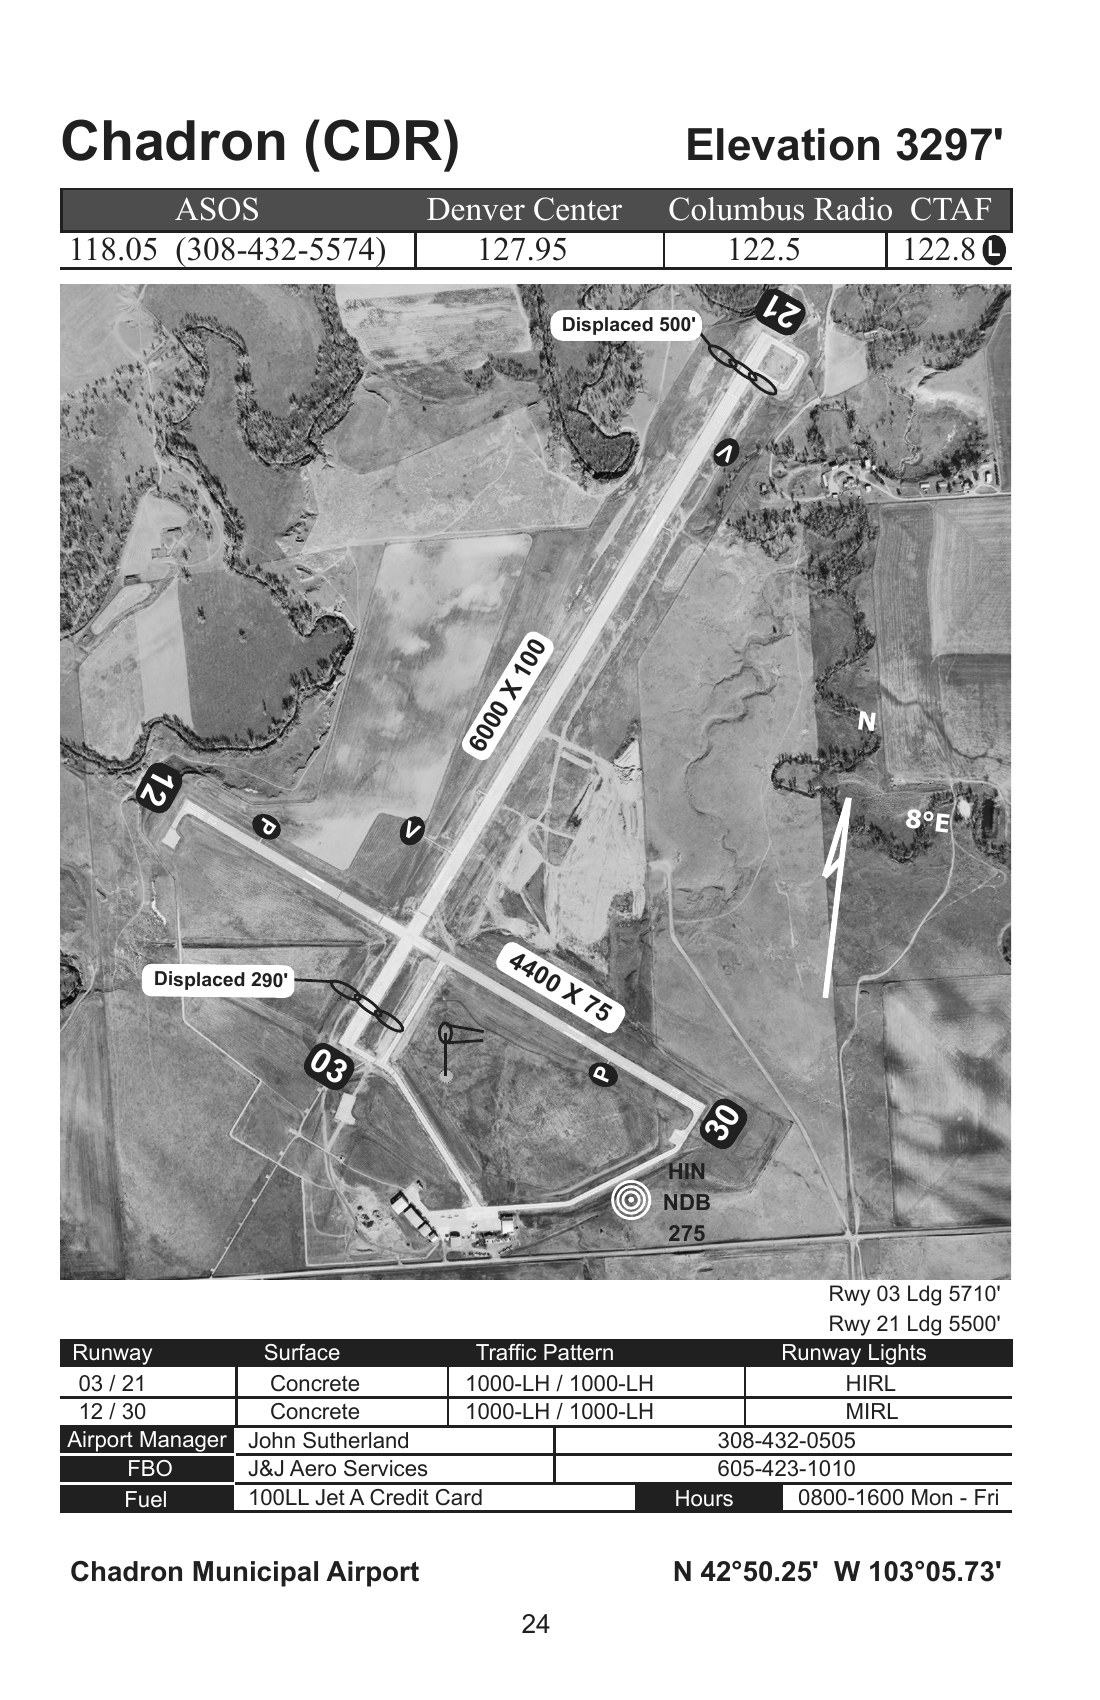 Chadron (CDR) Elevation 3297'
ASOS Denver Center Columbus Radio CTAF
118.05 (308-432-5574) 127.95 122.5 122.8 L
21
Displaced 500'
V
6000 X 100
N
8°E
12
P
V
4400 X 75
Displaced 290'
03
P
30
HIN
NDB
275
Rwy 03 Ldg 5710'
Rwy 21 Ldg 5500'
Runway Surface Traffic Pattern Runway Lights
03 / 21 Concrete 1000-LH / 1000-LH HIRL
12 / 30 Concrete 1000-LH / 1000-LH MIRL
Airport Manager John Sutherland 308-432-0505
FBO J&J Aero Services 605-423-1010
Fuel 100LL Jet A Credit Card Hours 0800-1600 Mon - Fri
Chadron Municipal Airport N 42°50.25' W 103°05.73'
24